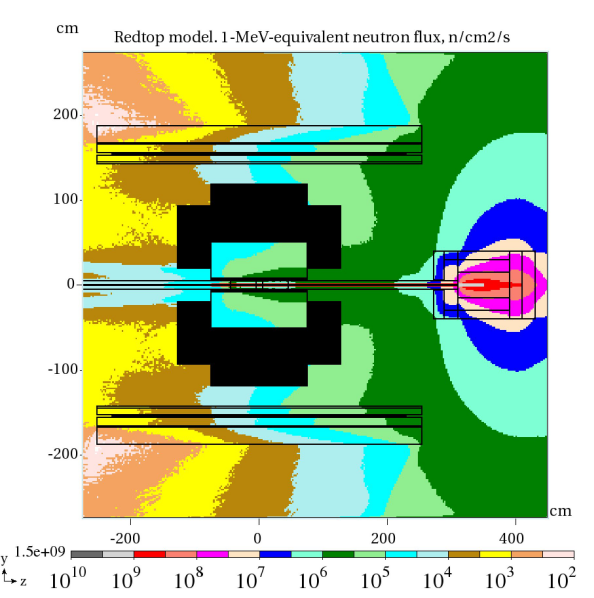 cm
Redtop model. 1-MeV-equivalent neutron flux, n/cm2/s
200
100
0
-100
-200
cm
-200 0 200 400
y 1.5e+09
z
10^10 10^9 10^8 10^7 10^6 10^5 10^4 10^3 10^2